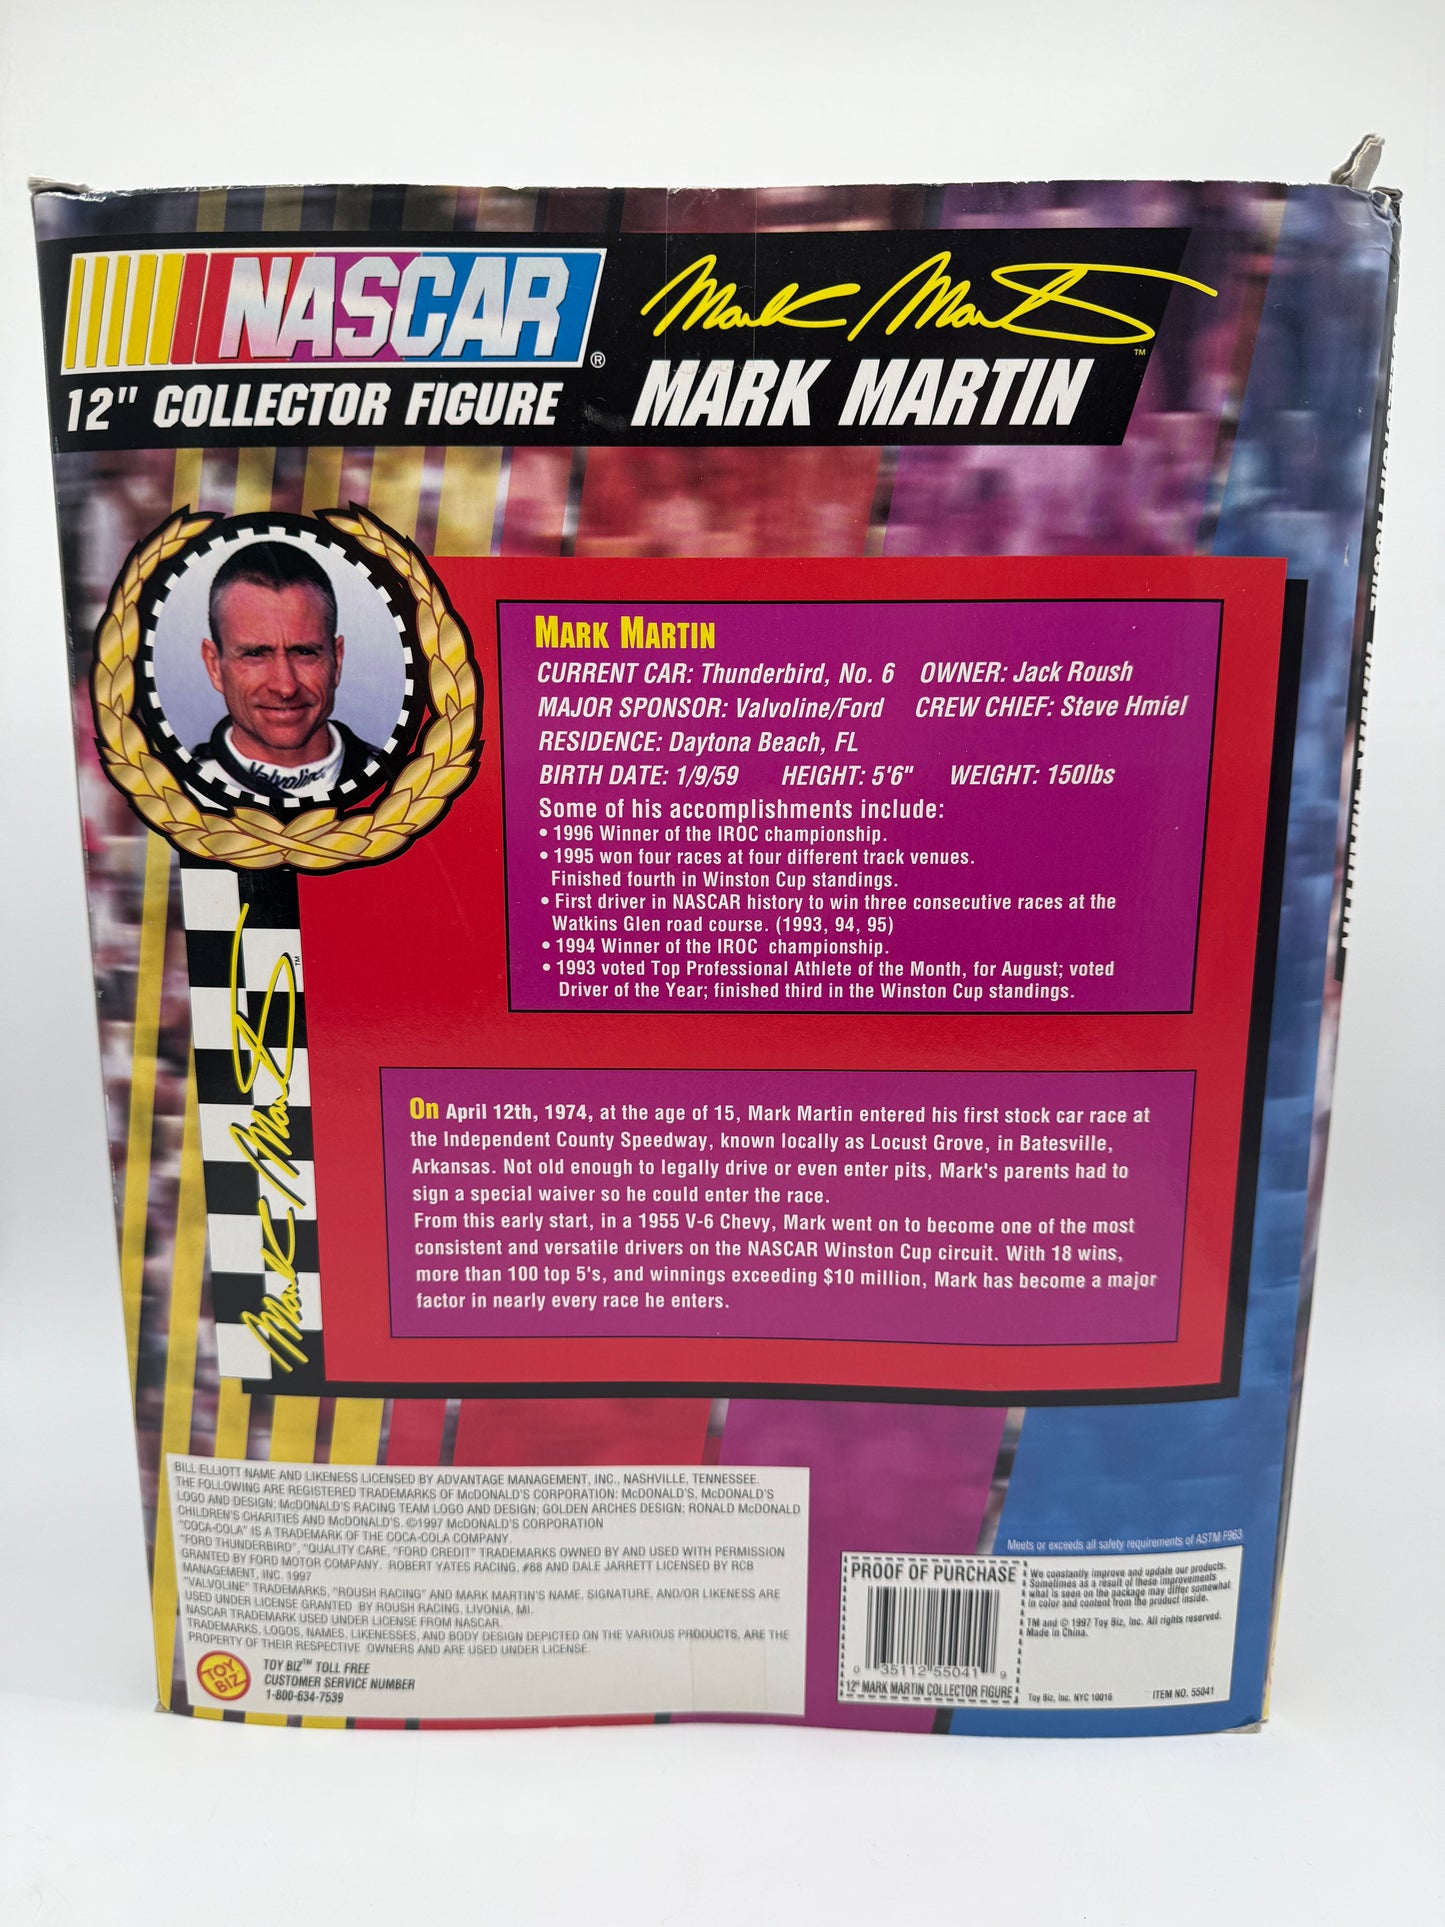 NASCAR®
12" COLLECTOR FIGURE
Mark Martin ™
MARK MARTIN
Valvoline
MARK MARTIN
CURRENT CAR: Thunderbird, No. 6 OWNER: Jack Roush
MAJOR SPONSOR: Valvoline/Ford CREW CHIEF: Steve Hmiel
RESIDENCE: Daytona Beach, FL
BIRTH DATE: 1/9/59 HEIGHT: 5'6" WEIGHT: 150lbs
Some of his accomplishments include:
• 1996 Winner of the IROC championship.
• 1995 won four races at four different track venues.
Finished fourth in Winston Cup standings.
• First driver in NASCAR history to win three consecutive races at the
Watkins Glen road course. (1993, 94, 95)
• 1994 Winner of the IROC championship.
• 1993 voted Top Professional Athlete of the Month, for August; voted
Driver of the Year; finished third in the Winston Cup standings.
Mark Martin ™
On April 12th, 1974, at the age of 15, Mark Martin entered his first stock car race at
the Independent County Speedway, known locally as Locust Grove, in Batesville,
Arkansas. Not old enough to legally drive or even enter pits, Mark's parents had to
sign a special waiver so he could enter the race.
From this early start, in a 1955 V-6 Chevy, Mark went on to become one of the most
consistent and versatile drivers on the NASCAR Winston Cup circuit. With 18 wins,
more than 100 top 5's, and winnings exceeding $10 million, Mark has become a major
factor in nearly every race he enters.
BILL ELLIOTT NAME AND LIKENESS LICENSED BY ADVANTAGE MANAGEMENT, INC., NASHVILLE, TENNESSEE.
THE FOLLOWING ARE REGISTERED TRADEMARKS OF McDONALD'S CORPORATION: McDONALD'S, McDONALD'S
LOGO AND DESIGN; McDONALD'S RACING TEAM LOGO AND DESIGN; GOLDEN ARCHES DESIGN; RONALD McDONALD
CHILDREN'S CHARITIES AND McDONALD'S. ©1997 McDONALD'S CORPORATION
"COCA-COLA" IS A TRADEMARK OF THE COCA-COLA COMPANY.
"FORD THUNDERBIRD", "QUALITY CARE, "FORD CREDIT" TRADEMARKS OWNED BY AND USED WITH PERMISSION
GRANTED BY FORD MOTOR COMPANY. ROBERT YATES RACING, #88 AND DALE JARRETT LICENSED BY RCB
MANAGEMENT, INC. 1997
"VALVOLINE" TRADEMARKS, "ROUSH RACING" AND MARK MARTIN'S NAME, SIGNATURE, AND/OR LIKENESS ARE
USED UNDER LICENSE GRANTED BY ROUSH RACING, LIVONIA, MI.
NASCAR TRADEMARK USED UNDER LICENSE FROM NASCAR.
TRADEMARKS, LOGOS, NAMES, LIKENESSES, AND BODY DESIGN DEPICTED ON THE VARIOUS PRODUCTS, ARE THE
PROPERTY OF THEIR RESPECTIVE OWNERS AND ARE USED UNDER LICENSE.
TOY BIZ
TOY BIZ™ TOLL FREE
CUSTOMER SERVICE NUMBER
1-800-634-7539
Meets or exceeds all safety requirements of ASTM F963
PROOF OF PURCHASE
0 35112 55041 9
12" MARK MARTIN COLLECTOR FIGURE
We constantly improve and update our products.
Sometimes as a result of these improvements
what is seen on the package may differ somewhat
in color and content from the product inside.
TM and © 1997 Toy Biz, Inc. All rights reserved.
Made in China.
Toy Biz, Inc. NYC 10016 ITEM NO. 55041